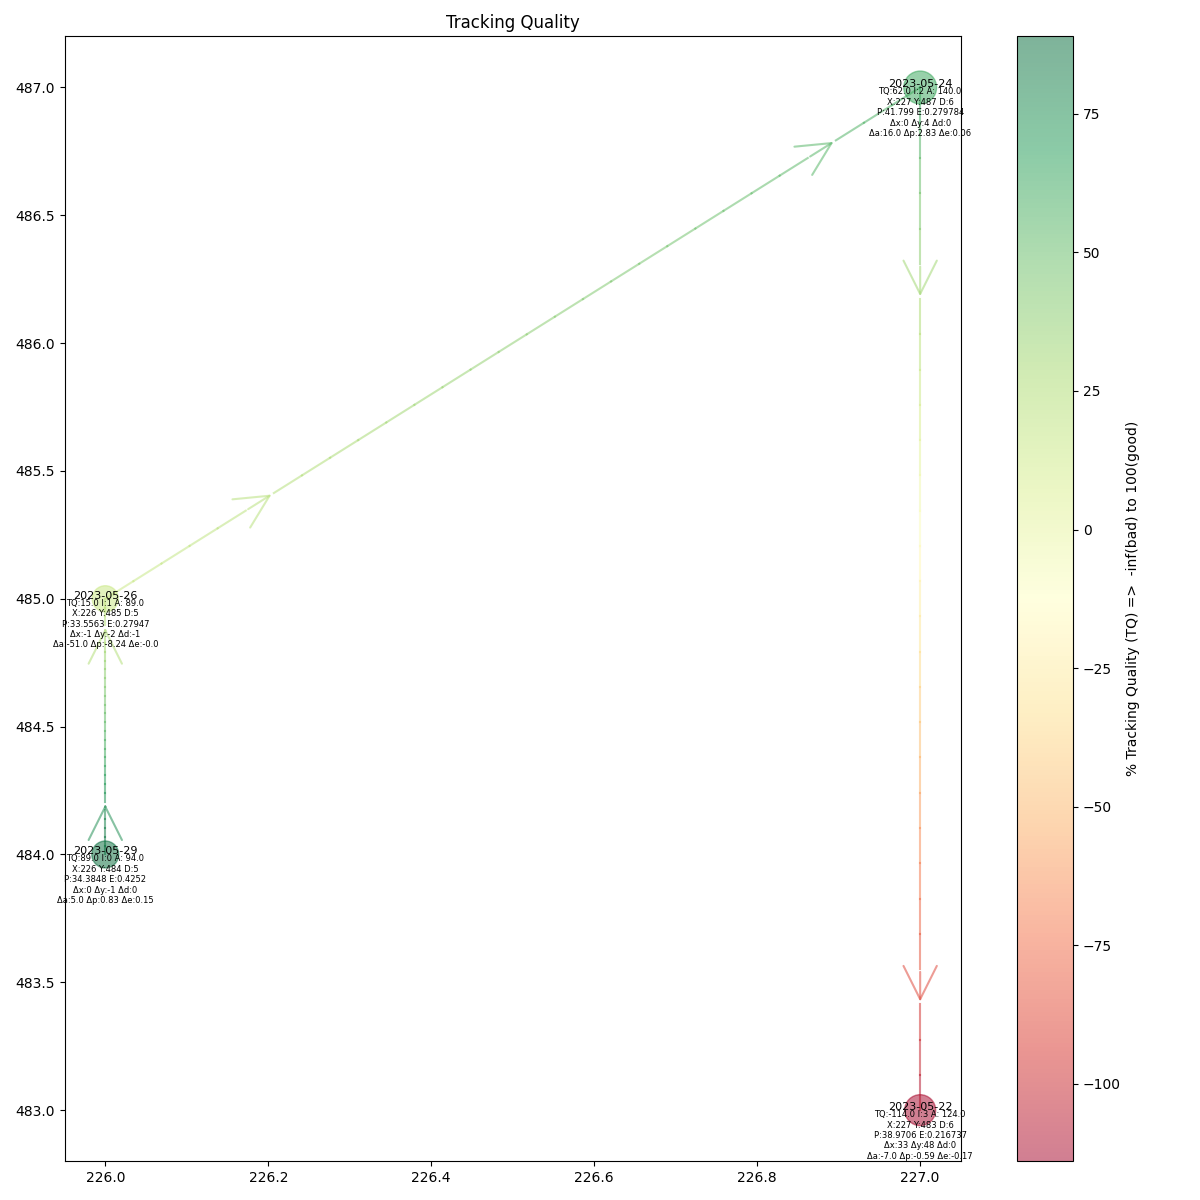 Tracking Quality
487.0
486.5
486.0
485.5
485.0
484.5
484.0
483.5
483.0
2023-05-24
TQ:62.0 I:2 A: 140.0
X:227 Y:487 D:6
P:41.799 E:0.279784
Δx:0 Δy:4 Δd:0
Δa:16.0 Δp:2.83 Δe:0.06
2023-05-26
TQ:15.0 I:1 A: 89.0
X:226 Y:485 D:5
P:33.5563 E:0.27947
Δx:-1 Δy:-2 Δd:-1
Δa:-51.0 Δp:-8.24 Δe:-0.0
2023-05-29
TQ:89.0 I:0 A: 94.0
X:226 Y:484 D:5
P:34.3848 E:0.4252
Δx:0 Δy:-1 Δd:0
Δa:5.0 Δp:0.83 Δe:0.15
2023-05-22
TQ:-114.0 I:3 A: 124.0
X:227 Y:483 D:6
P:38.9706 E:0.216737
Δx:33 Δy:48 Δd:0
Δa:-7.0 Δp:-0.59 Δe:-0.17
226.0
226.2
226.4
226.6
226.8
227.0
75
50
25
0
−25
−50
−75
−100
% Tracking Quality (TQ) => -inf(bad) to 100(good)